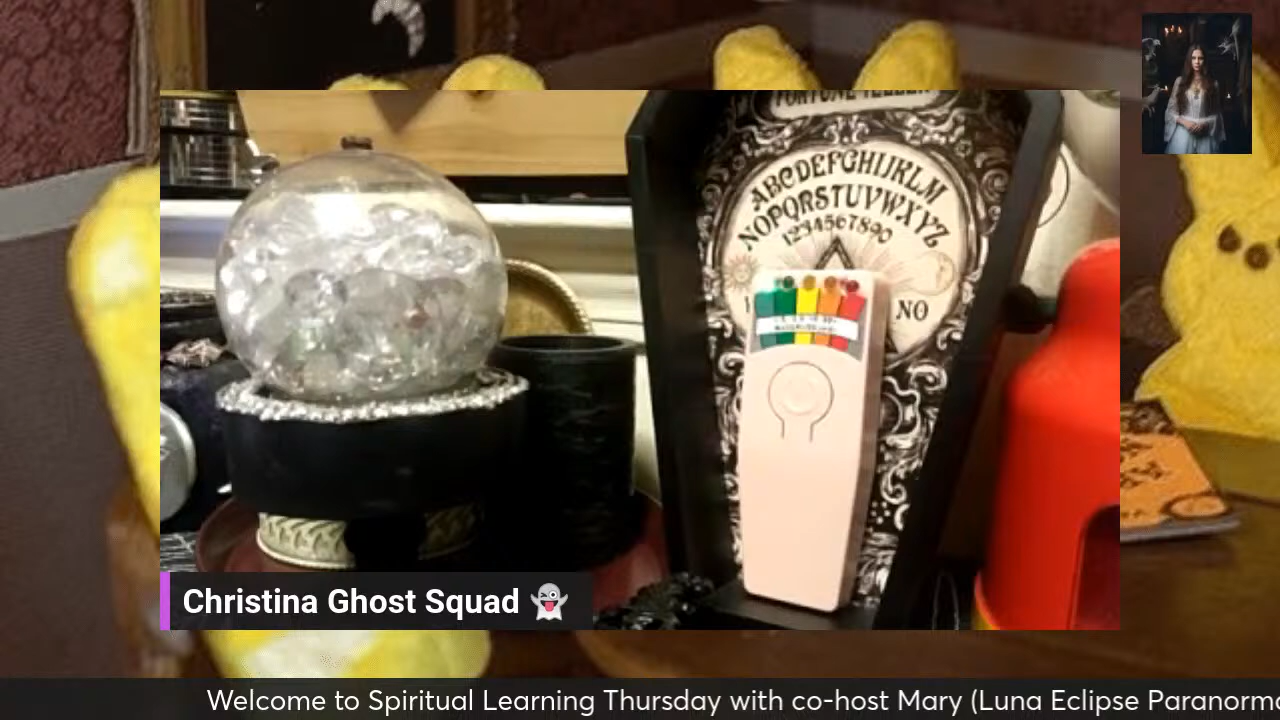 FORTUNE TELLER
ABCDEFGHIJKLM
NOPQRSTUVWXYZ
1234567890
NO
Christina Ghost Squad 👻
Welcome to Spiritual Learning Thursday with co-host Mary (Luna Eclipse Paranorma